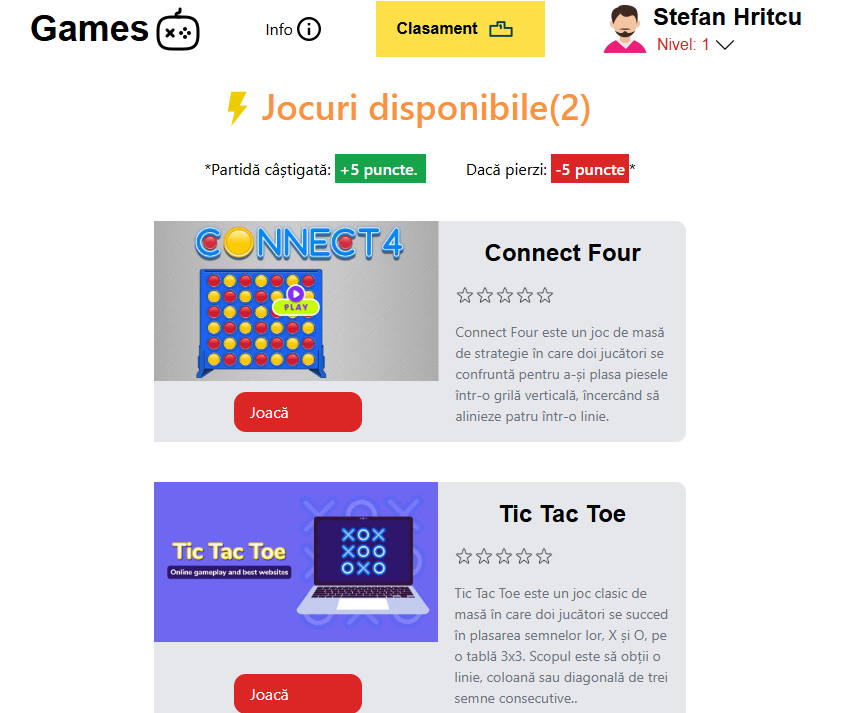 Games
Info
Clasament
Stefan Hritcu
Nivel: 1
Jocuri disponibile(2)
*Partidă câștigată: +5 puncte. Dacă pierzi: -5 puncte *
CONNECT 4
PLAY
Joacă
Connect Four
Connect Four este un joc de masă
de strategie în care doi jucători se
confruntă pentru a-și plasa piesele
într-o grilă verticală, încercând să
alinieze patru într-o linie.
Tic Tac Toe
Online gameplay and best websites
XOX
XOO
OXO
Joacă
Tic Tac Toe
Tic Tac Toe este un joc clasic de
masă în care doi jucători se succed
în plasarea semnelor lor, X și O, pe
o tablă 3x3. Scopul este să obții o
linie, coloană sau diagonală de trei
semne consecutive..